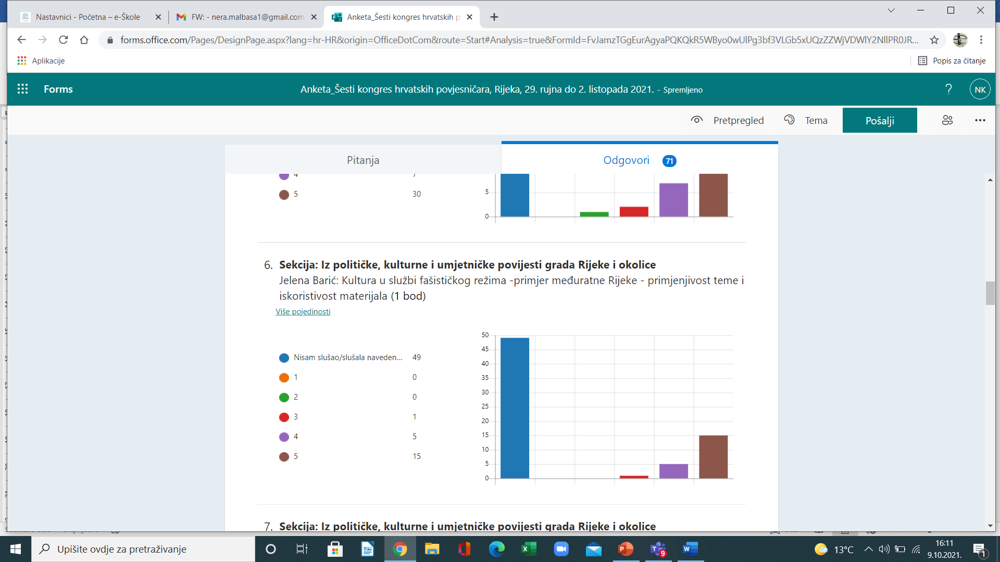 Nastavnici - Početna – e-Škole
FW: - nera.malbasa1@gmail.com
Anketa_Šesti kongres hrvatskih p
forms.office.com/Pages/DesignPage.aspx?lang=hr-HR&origin=OfficeDotCom&route=Start#Analysis=true&FormId=FvJamzTGgEurAgyaPQKQkR5WByo0wUlPg3bf3VLGb5xUQzZZWjVDWlY2NllPR0JR...
Aplikacije
Popis za čitanje
Forms
Anketa_Šesti kongres hrvatskih povjesničara, Rijeka, 29. rujna do 2. listopada 2021. - Spremljeno
? NK
Pretpregled Tema Pošalji
Pitanja
Odgovori 71
4 7
5 30
5
0
6. Sekcija: Iz političke, kulturne i umjetničke povijesti grada Rijeke i okolice
Jelena Barić: Kultura u službi fašističkog režima -primjer međuratne Rijeke - primjenjivost teme i
iskoristivost materijala (1 bod)
Više pojedinosti
Nisam slušao/slušala naveden... 49
1 0
2 0
3 1
4 5
5 15
50
45
40
35
30
25
20
15
10
5
0
7. Sekcija: Iz političke, kulturne i umjetničke povijesti grada Rijeke i okolice
Upišite ovdje za pretraživanje
9
13°C
16:11
9.10.2021.
1